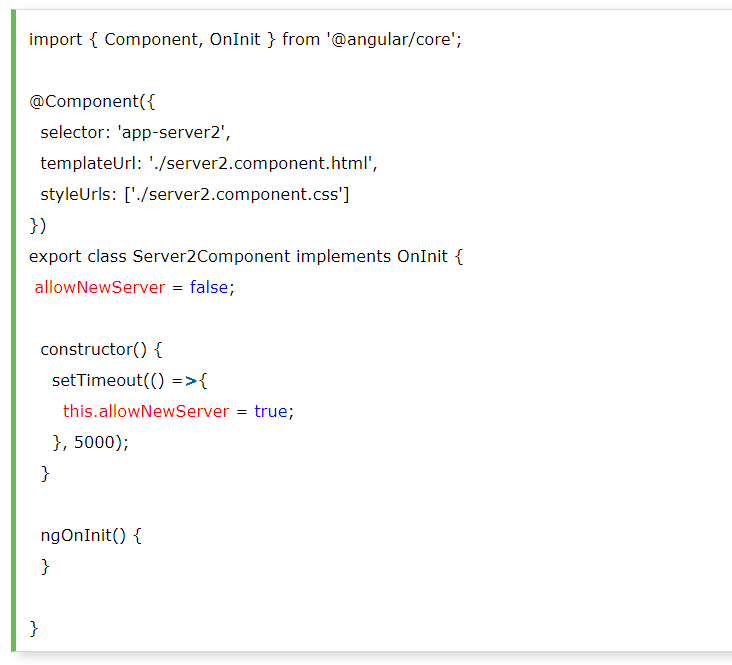 import { Component, OnInit } from '@angular/core';
@Component({
selector: 'app-server2',
templateUrl: './server2.component.html',
styleUrls: ['./server2.component.css']
})
export class Server2Component implements OnInit {
allowNewServer = false;
constructor() {
setTimeout(() =>{
this.allowNewServer = true;
}, 5000);
}
ngOnInit() {
}
}